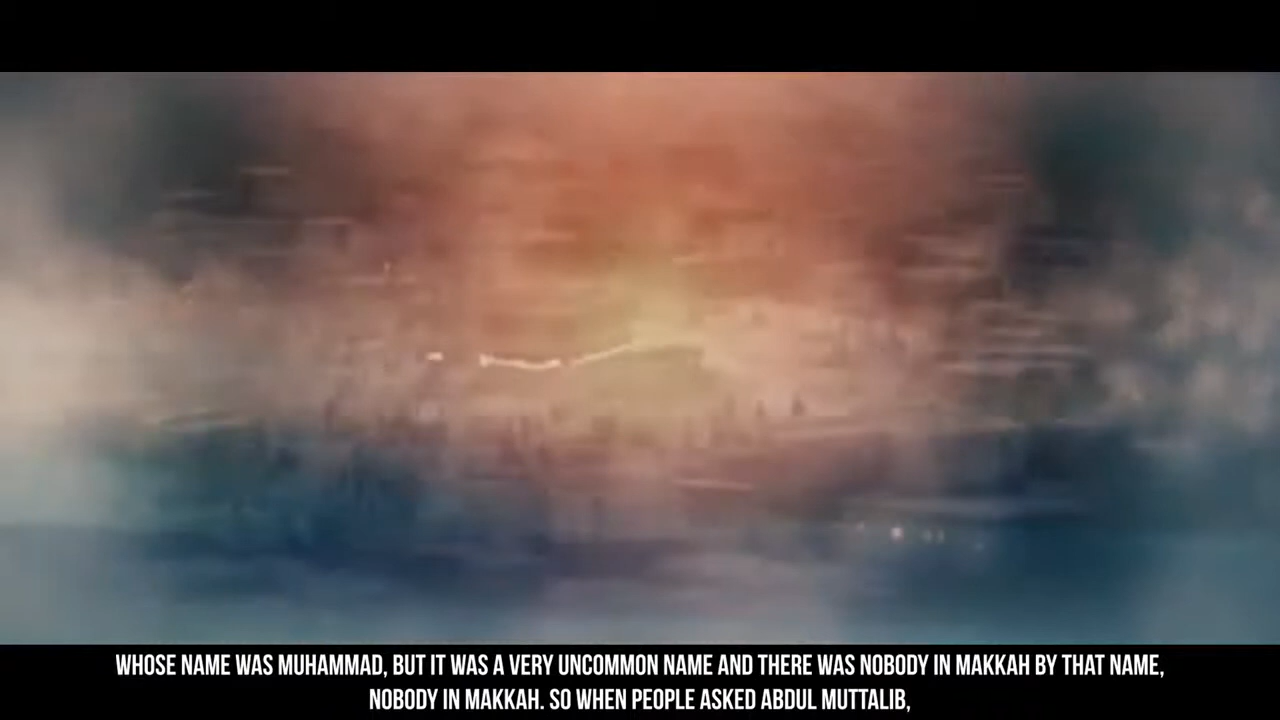 WHOSE NAME WAS MUHAMMAD, BUT IT WAS A VERY UNCOMMON NAME AND THERE WAS NOBODY IN MAKKAH BY THAT NAME,
NOBODY IN MAKKAH. SO WHEN PEOPLE ASKED ABDUL MUTTALIB,